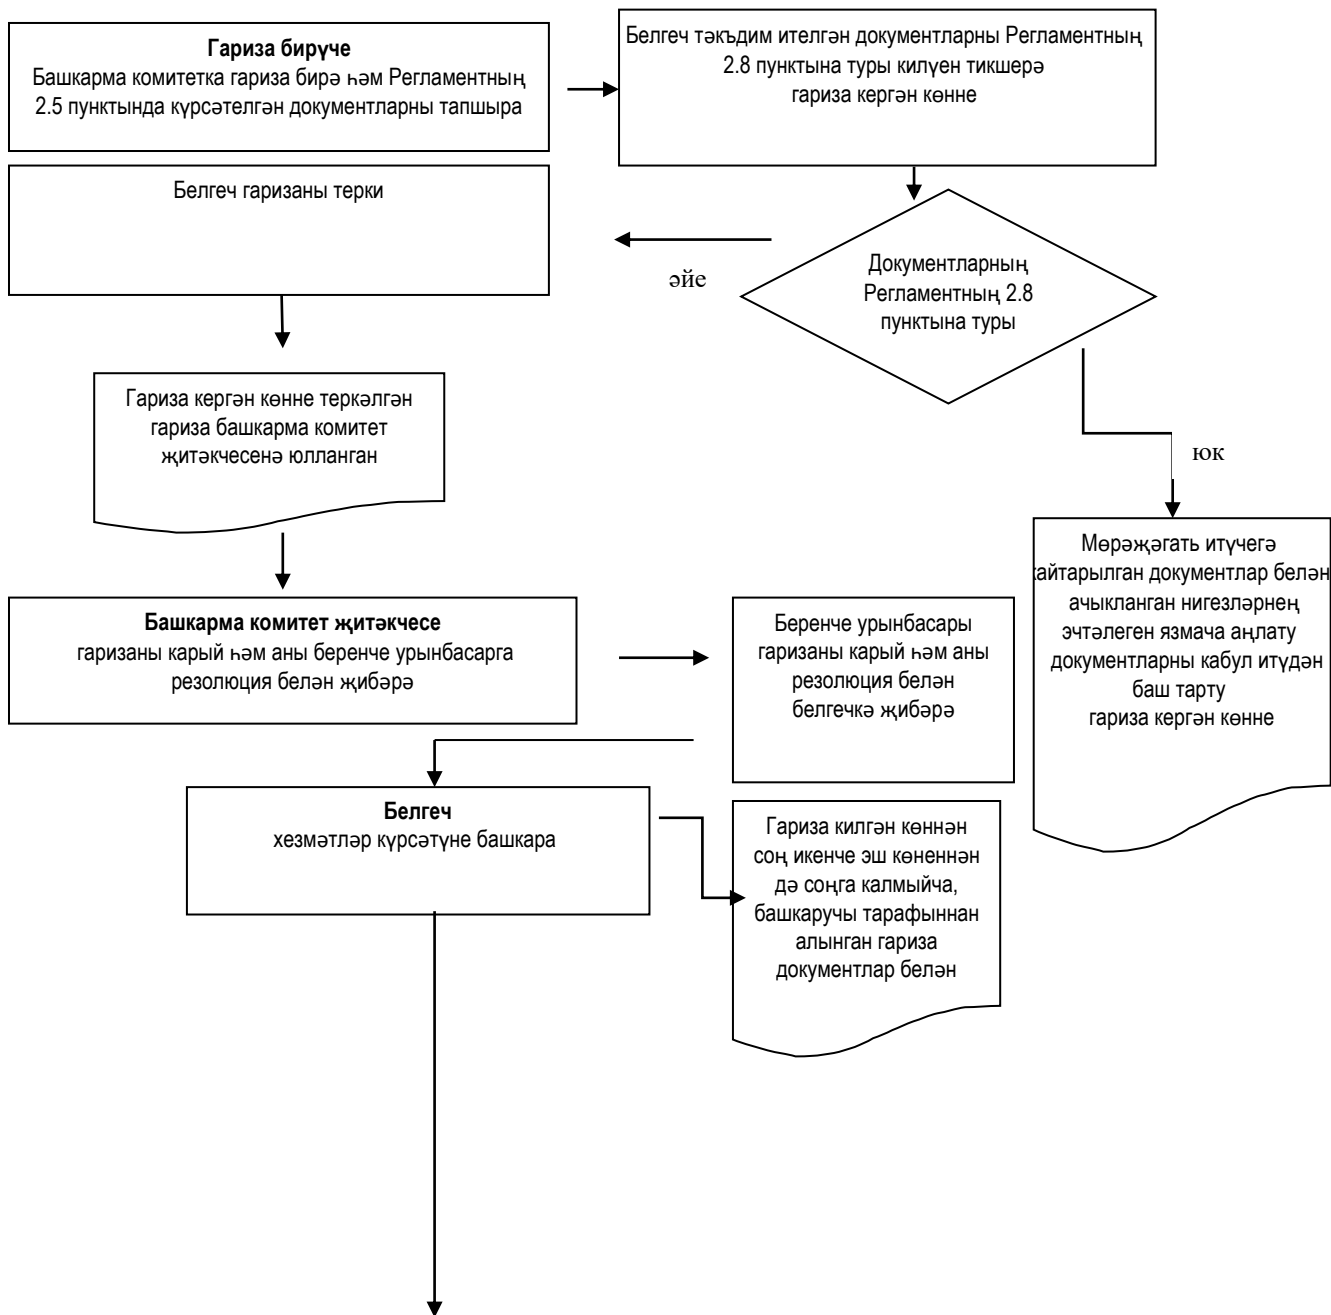 Гариза бирүче
Башкарма комитетка гариза бирә һәм Регламентның
2.5 пунктында күрсәтелгән документларны тапшыра
Белгеч тәкъдим ителгән документларны Регламентның
2.8 пунктына туры килүен тикшерә
гариза кергән көнне
Белгеч гаризаны терки
әйе
Документларның
Регламентның 2.8
пунктына туры
юк
Гариза кергән көнне теркәлгән
гариза башкарма комитет
җитәкчесенә юлланган
Мөрәҗәгать итүчегә
кайтарылган документлар белән
ачыкланган нигезләрнең
эчтәлеген язмача аңлату
документларны кабул итүдән
баш тарту
гариза кергән көнне
Башкарма комитет җитәкчесе
гаризаны карый һәм аны беренче урынбасарга
резолюция белән җибәрә
Беренче урынбасары
гаризаны карый һәм аны
резолюция белән
белгечкә җибәрә
Белгеч
хезмәтләр күрсәтүне башкара
Гариза килгән көннән
соң икенче эш көненнән
дә соңга калмыйча,
башкаручы тарафыннан
алынган гариза
документлар белән